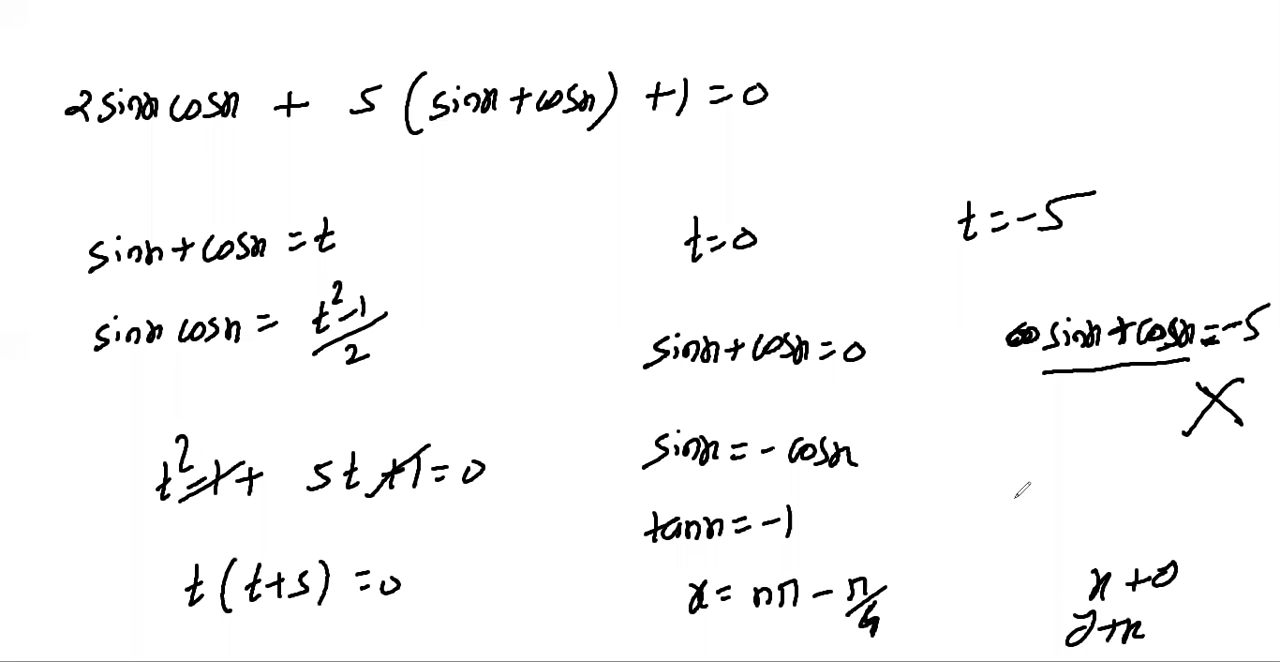 2sinx cosx + 5 (sinx + cosx) + 1 = 0
sinx + cosx = t
sinx cosx = t²-1/2
t² - 1 + 5t + 1 = 0
t(t+5) = 0
t = 0
sinx + cosx = 0
sinx = - cosx
tanx = -1
x = nπ - π/4
t = -5
sinx + cosx = -5
x + 0